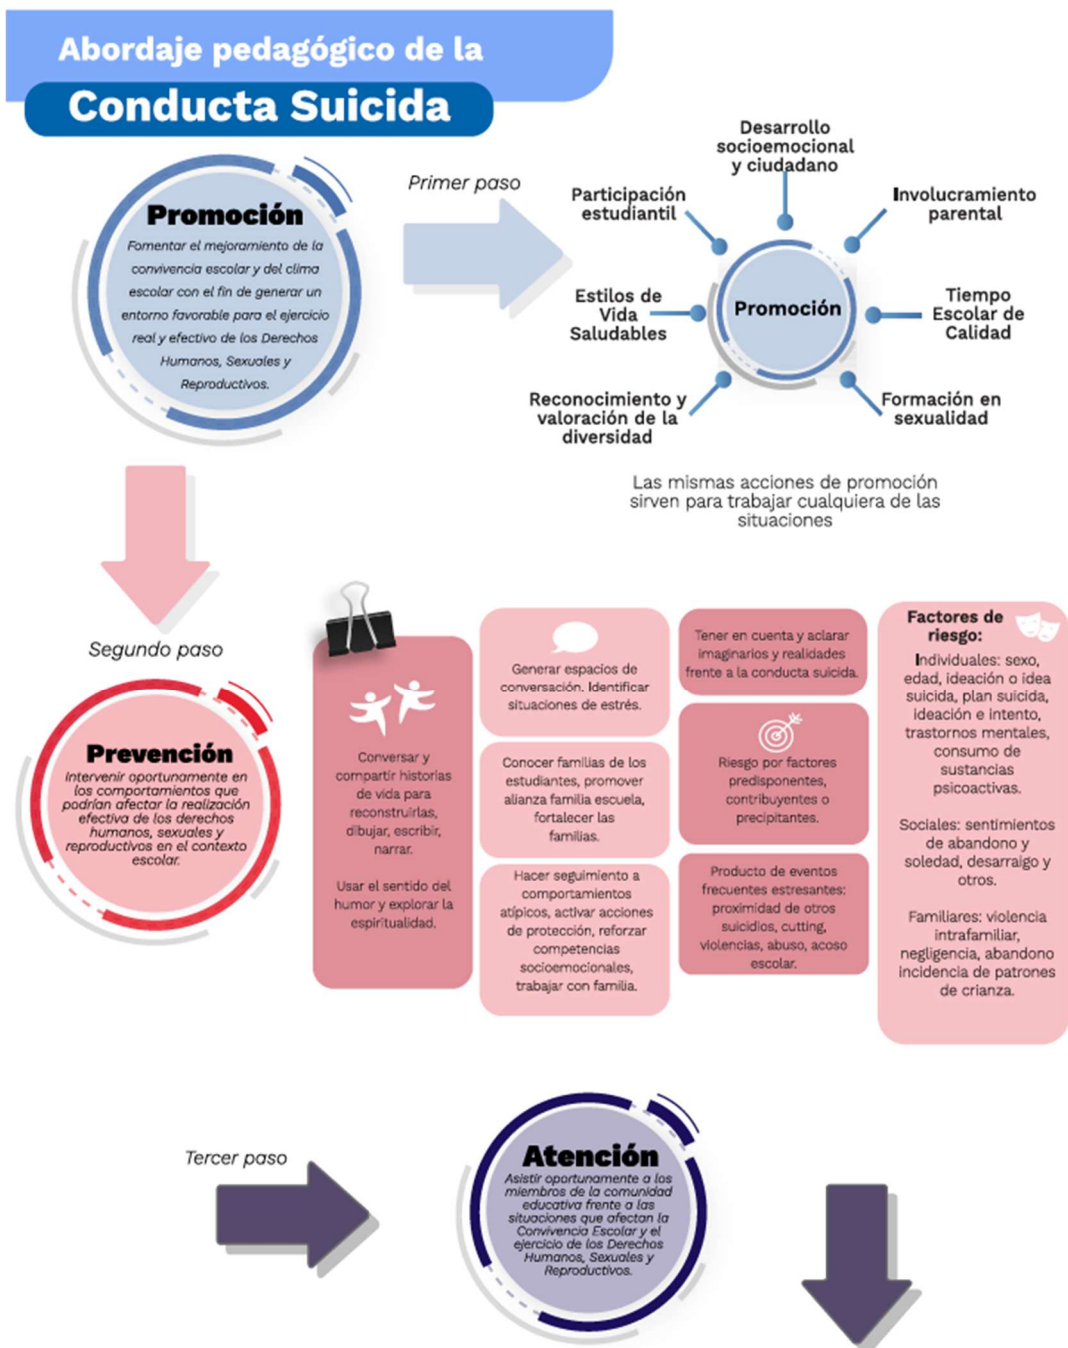 Abordaje pedagógico de la
Conducta Suicida
Promoción
Fomentar el mejoramiento de la
convivencia escolar y del clima
escolar con el fin de generar un
entorno favorable para el ejercicio
real y efectivo de los Derechos
Humanos, Sexuales y
Reproductivos.
Primer paso
Desarrollo
socioemocional
y ciudadano
Participación
estudiantil
Involucramiento
parental
Estilos de
Vida
Saludables
Promoción
Tiempo
Escolar de
Calidad
Reconocimiento y
valoración de la
diversidad
Formación en
sexualidad
Las mismas acciones de promoción
sirven para trabajar cualquiera de las
situaciones
Segundo paso
Prevención
Intervenir oportunamente en
los comportamientos que
podrían afectar la realización
efectiva de los derechos
humanos, sexuales y
reproductivos en el contexto
escolar.
Conversar y
compartir historias
de vida para
reconstruirlas,
dibujar, escribir,
narrar.
Usar el sentido del
humor y explorar la
espiritualidad.
Generar espacios de
conversación. Identificar
situaciones de estrés.
Conocer familias de los
estudiantes, promover
alianza familia escuela,
fortalecer las
familias.
Hacer seguimiento a
comportamientos
atípicos, activar acciones
de protección, reforzar
competencias
socioemocionales,
trabajar con familia.
Tener en cuenta y aclarar
imaginarios y realidades
frente a la conducta suicida.
Riesgo por factores
predisponentes,
contribuyentes o
precipitantes.
Producto de eventos
frecuentes estresantes:
proximidad de otros
suicidios, cutting,
violencias, abuso, acoso
escolar.
Factores de
riesgo:
Individuales: sexo,
edad, ideación o idea
suicida, plan suicida,
ideación e intento,
trastornos mentales,
consumo de
sustancias
psicoactivas.
Sociales: sentimientos
de abandono y
soledad, desarraigo y
otros.
Familiares: violencia
intrafamiliar,
negligencia, abandono
incidencia de patrones
de crianza.
Tercer paso
Atención
Asistir oportunamente a los
miembros de la comunidad
educativa frente a las
situaciones que afectan la
Convivencia Escolar y el
ejercicio de los Derechos
Humanos, Sexuales y
Reproductivos.